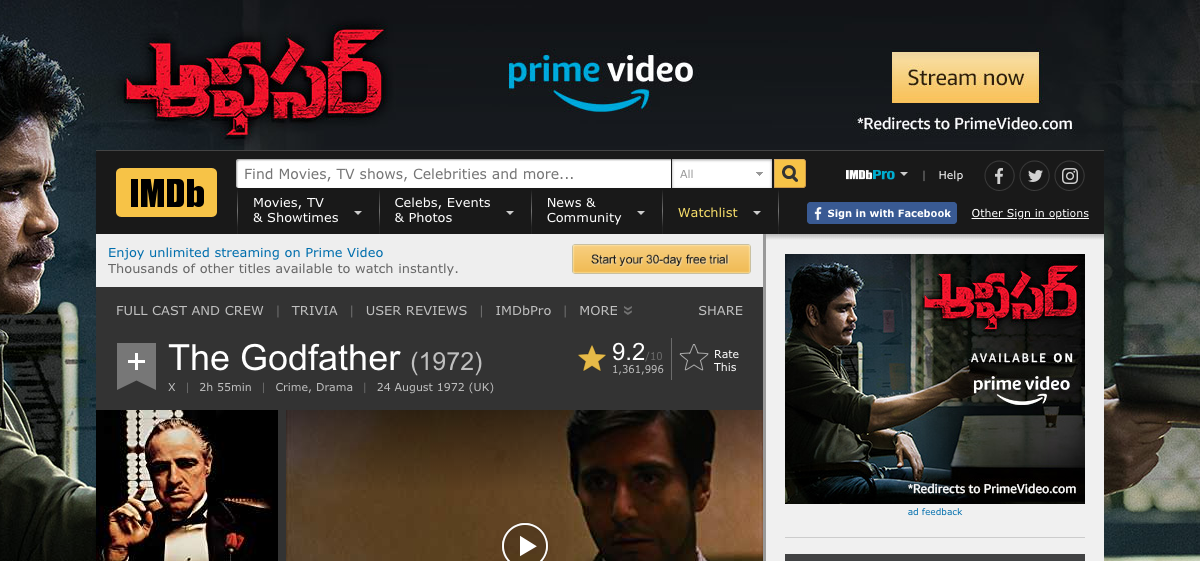 ఆఫీసర్
prime video
Stream now
*Redirects to PrimeVideo.com
IMDb
Find Movies, TV shows, Celebrities and more...
All
IMDbPro
|
Help
Movies, TV
& Showtimes
Celebs, Events
& Photos
News &
Community
Watchlist
f Sign in with Facebook
Other Sign in options
Enjoy unlimited streaming on Prime Video
Thousands of other titles available to watch instantly.
Start your 30-day free trial
FULL CAST AND CREW | TRIVIA | USER REVIEWS | IMDbPro | MORE
SHARE
+
The Godfather (1972)
X | 2h 55min | Crime, Drama | 24 August 1972 (UK)
9.2/10
1,361,996
Rate
This
ఆఫీసర్
AVAILABLE ON
prime video
*Redirects to PrimeVideo.com
ad feedback